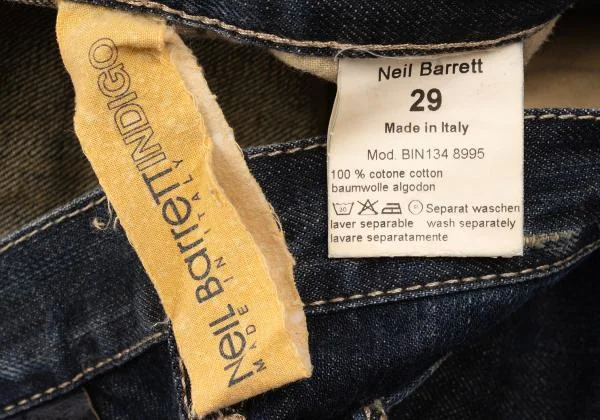 NEIL BARRETT INDIGO
MADE IN ITALY
Neil Barrett
29
Made in Italy
Mod. BIN134 8995
100 % cotone cotton
baumwolle algodon
Separat waschen
laver separable wash separately
lavare separatamente